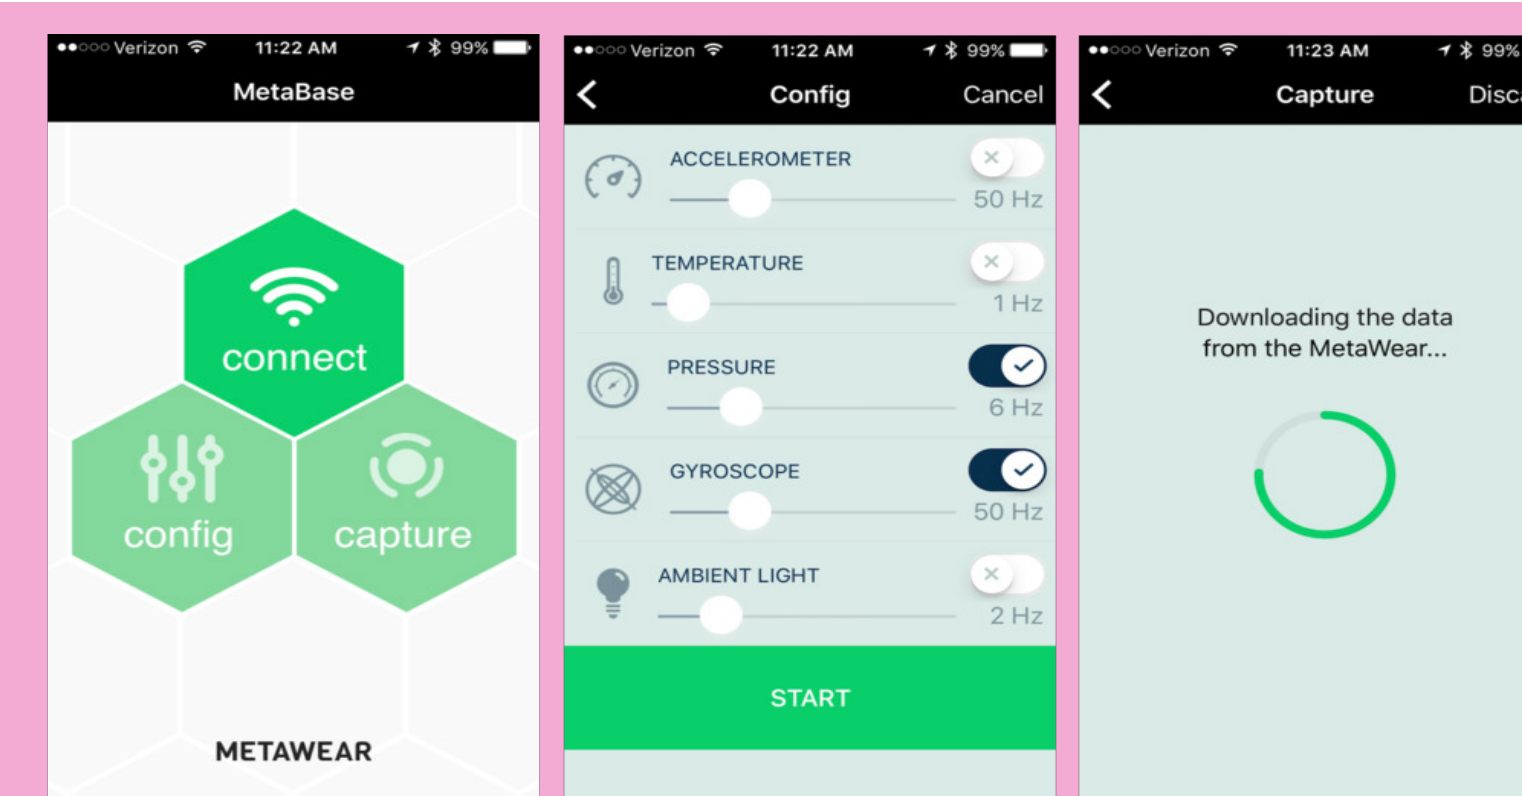 Verizon 11:22 AM 99%
MetaBase
connect
config
capture
METAWEAR
Verizon 11:22 AM 99%
Config Cancel
ACCELEROMETER
50 Hz
TEMPERATURE
1 Hz
PRESSURE
6 Hz
GYROSCOPE
50 Hz
AMBIENT LIGHT
2 Hz
START
Verizon 11:23 AM 99%
Capture Disca
Downloading the data
from the MetaWear...